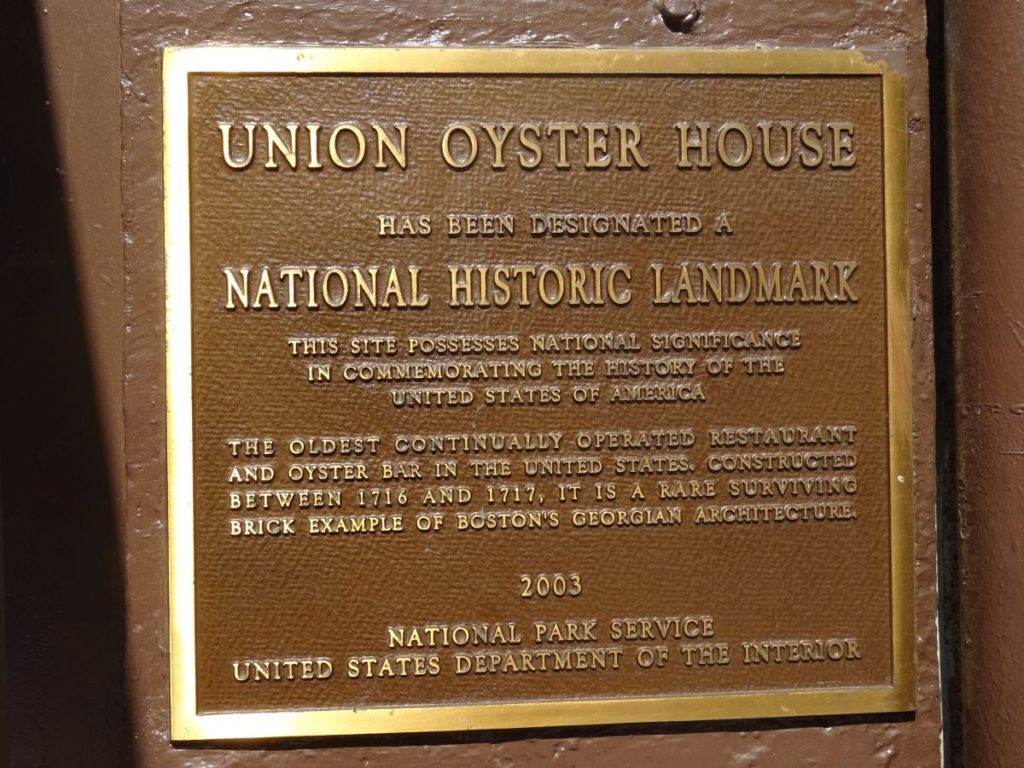 UNION OYSTER HOUSE
HAS BEEN DESIGNATED A
NATIONAL HISTORIC LANDMARK
THIS SITE POSSESSES NATIONAL SIGNIFICANCE
IN COMMEMORATING THE HISTORY OF THE
UNITED STATES OF AMERICA
THE OLDEST CONTINUALLY OPERATED RESTAURANT
AND OYSTER BAR IN THE UNITED STATES. CONSTRUCTED
BETWEEN 1716 AND 1717, IT IS A RARE SURVIVING
BRICK EXAMPLE OF BOSTON'S GEORGIAN ARCHITECTURE.
2003
NATIONAL PARK SERVICE
UNITED STATES DEPARTMENT OF THE INTERIOR